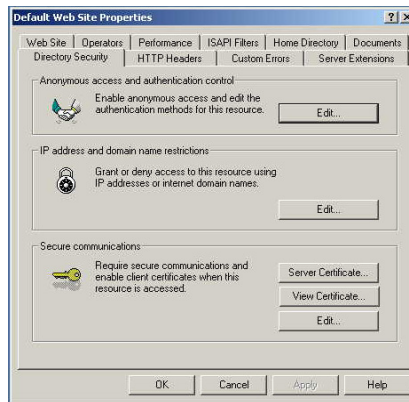 Default Web Site Properties
Web Site Operators Performance ISAPI Filters Home Directory Documents
Directory Security HTTP Headers Custom Errors Server Extensions
Anonymous access and authentication control
Enable anonymous access and edit the
authentication methods for this resource.
Edit...
IP address and domain name restrictions
Grant or deny access to this resource using
IP addresses or internet domain names.
Edit...
Secure communications
Require secure communications and
enable client certificates when this
resource is accessed.
Server Certificate...
View Certificate...
Edit...
OK Cancel Apply Help